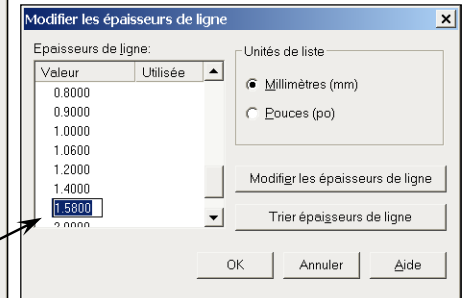 Modifier les épaisseurs de ligne
Epaisseurs de ligne:
Valeur Utilisée
0.8000
0.9000
1.0000
1.0600
1.2000
1.4000
1.5800
2.0000
Unités de liste
Millimètres (mm)
Pouces (po)
Modifier les épaisseurs de ligne
Trier épaisseurs de ligne
OK Annuler Aide